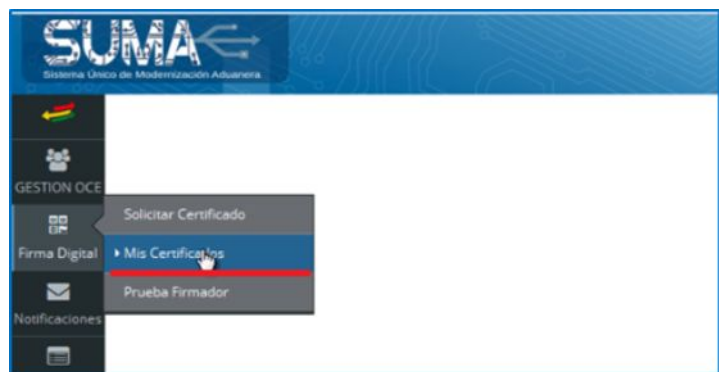 SUMA
Sistema Único de Modernización Aduanera
GESTION OCE
Firma Digital
Solicitar Certificado
Mis Certificados
Prueba Firmador
Notificaciones